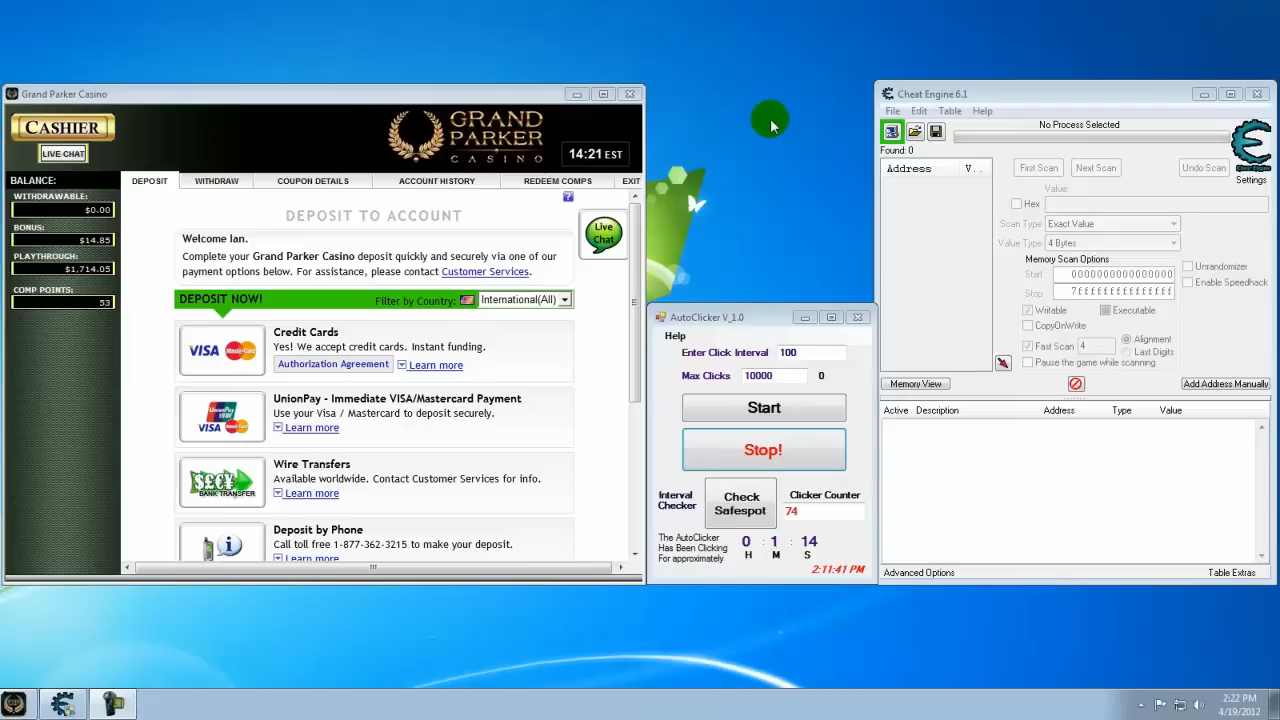 Grand Parker Casino
CASHIER
LIVE CHAT
GRAND
PARKER
CASINO
14:21 EST
BALANCE:
WITHDRAWABLE:
$0.00
BONUS:
$14.85
PLAYTHROUGH:
$1,714.05
COMP POINTS:
53
DEPOSIT WITHDRAW COUPON DETAILS ACCOUNT HISTORY REDEEM COMPS EXIT
?
DEPOSIT TO ACCOUNT
Live
Chat
Welcome Ian.
Complete your Grand Parker Casino deposit quickly and securely via one of our
payment options below. For assistance, please contact Customer Services.
DEPOSIT NOW! Filter by Country: International(All)
VISA MasterCard
Credit Cards
Yes! We accept credit cards. Instant funding.
Authorization Agreement Learn more
UnionPay
VISA
UnionPay - Immediate VISA/Mastercard Payment
Use your Visa / Mastercard to deposit securely.
Learn more
BANK TRANSFER
Wire Transfers
Available worldwide. Contact Customer Services for info.
Learn more
Deposit by Phone
Call toll free 1-877-362-3215 to make your deposit.
Learn more
AutoClicker V_1.0
Help
Enter Click Interval 100
Max Clicks 10000 0
Start
Stop!
Interval
Checker
Check
Safespot
Clicker Counter
74
The AutoClicker
Has Been Clicking
For approximately
0 : 1 : 14
H M S
2:11:41 PM
Cheat Engine 6.1
File Edit Table Help
No Process Selected
Found: 0
Address V..
First Scan Next Scan Undo Scan
Settings
Value:
Hex
Scan Type Exact Value
Value Type 4 Bytes
Memory Scan Options
Start 0000000000000000
Stop 7fffffffffffffff
Unrandomizer
Enable Speedhack
Writable Executable
CopyOnWrite
Fast Scan 4 Alignment
Last Digits
Pause the game while scanning
Memory View Add Address Manually
Active Description Address Type Value
Advanced Options Table Extras
2:22 PM
4/19/2012